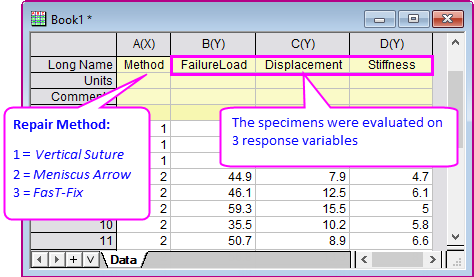 Book1 *
A(X) B(Y) C(Y) D(Y)
Long Name Method FailureLoad Displacement Stiffness
Units
Comments
Repair Method:
1 = Vertical Suture
2 = Meniscus Arrow
3 = FasT-Fix
The specimens were evaluated on
3 response variables
1
1
1
2 44.9 7.9 4.7
2 46.1 12.5 6.1
2 59.3 15.5 5
10 2 35.5 10.2 5.8
11 2 50.7 8.9 6.6
Data